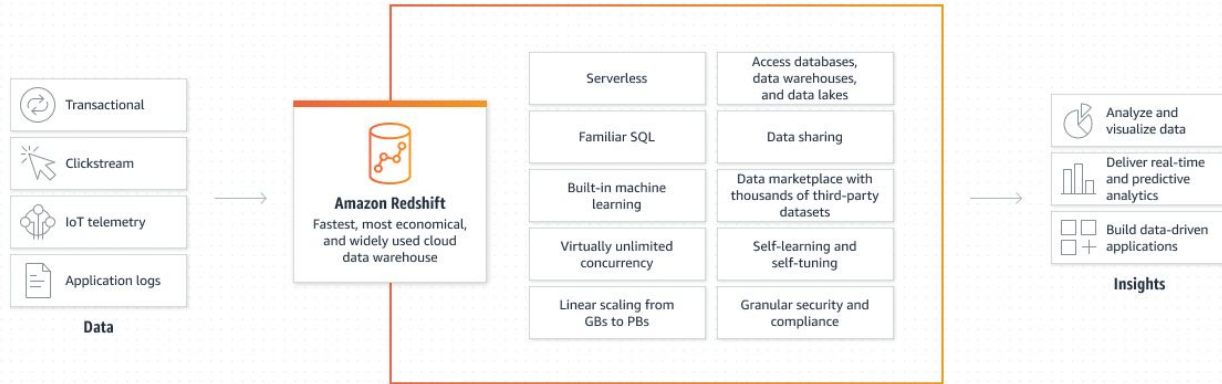 Transactional
Clickstream
IoT telemetry
Application logs
Data
Amazon Redshift
Fastest, most economical,
and widely used cloud
data warehouse
Serverless
Access databases,
data warehouses,
and data lakes
Familiar SQL
Data sharing
Built-in machine
learning
Data marketplace with
thousands of third-party
datasets
Virtually unlimited
concurrency
Self-learning and
self-tuning
Linear scaling from
GBs to PBs
Granular security and
compliance
Analyze and
visualize data
Deliver real-time
and predictive
analytics
Build data-driven
applications
Insights